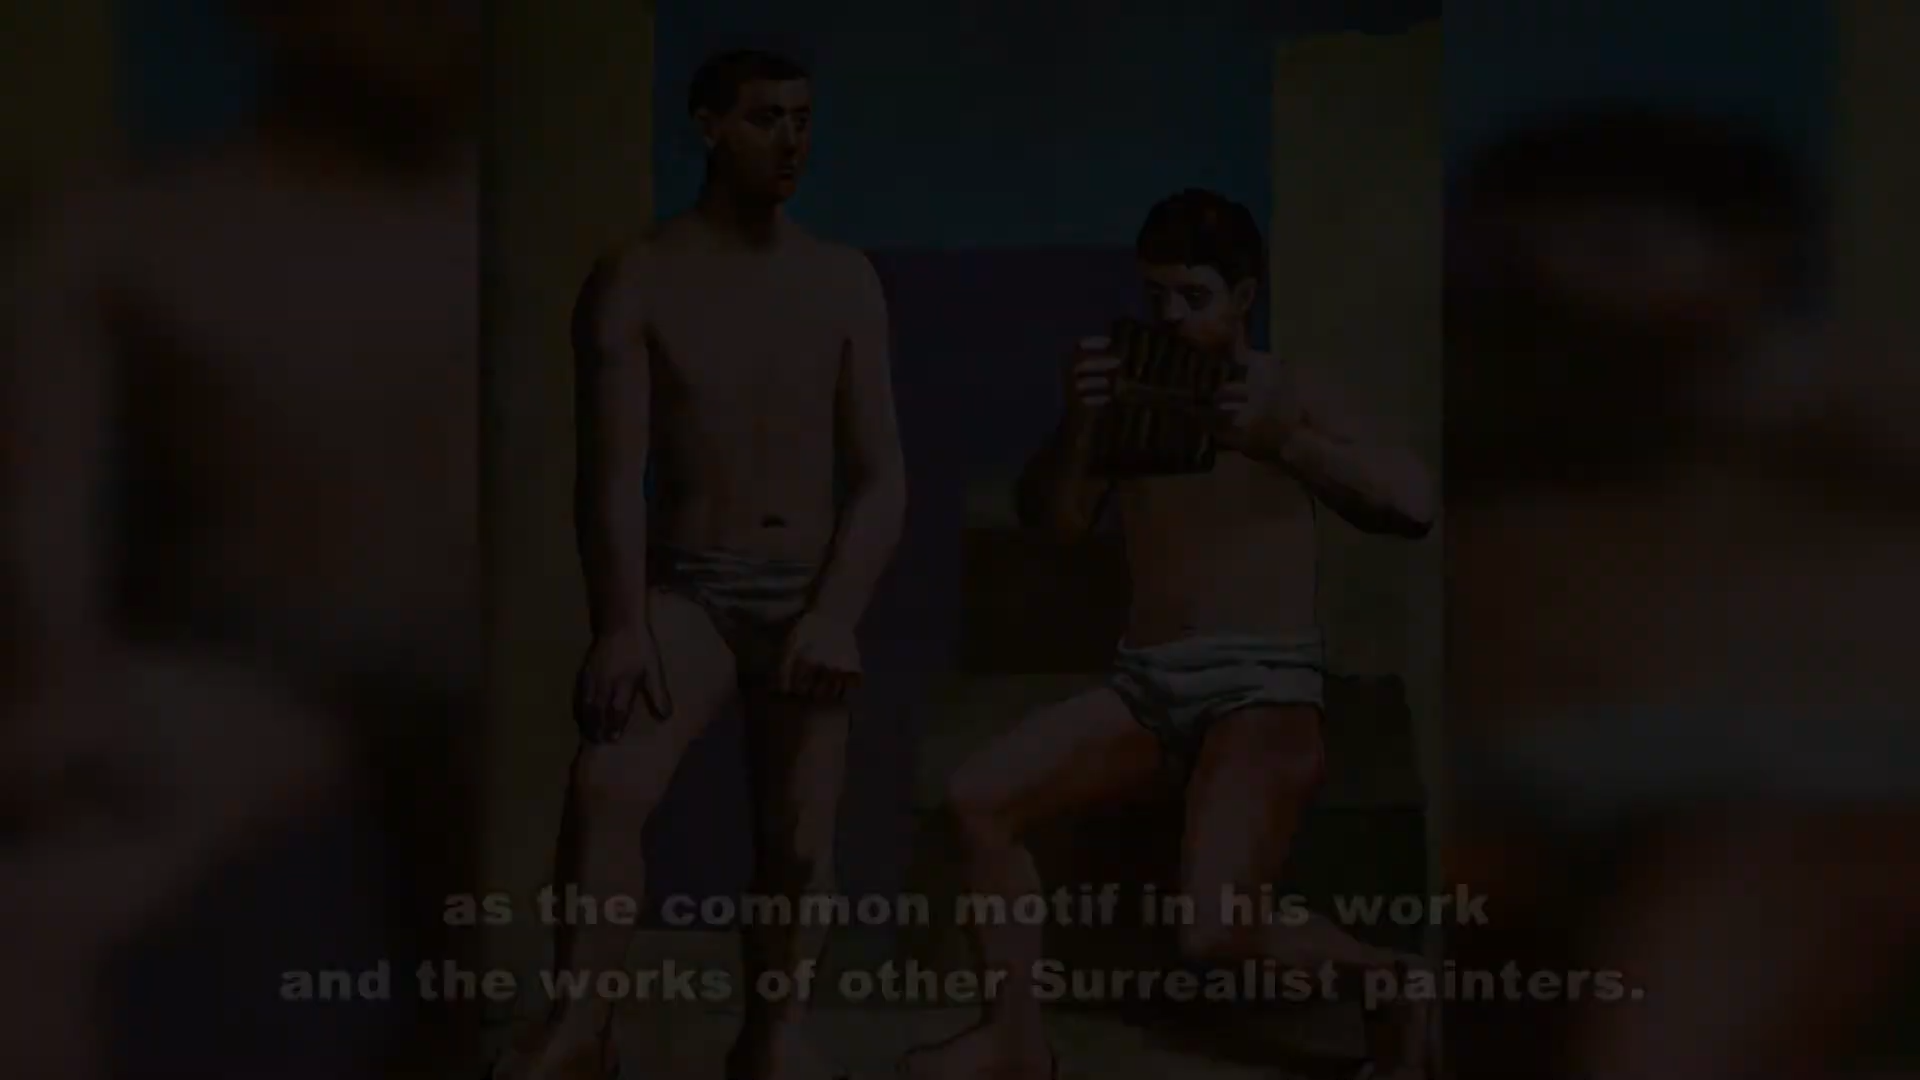 as the common motif in his work
and the works of other Surrealist painters.